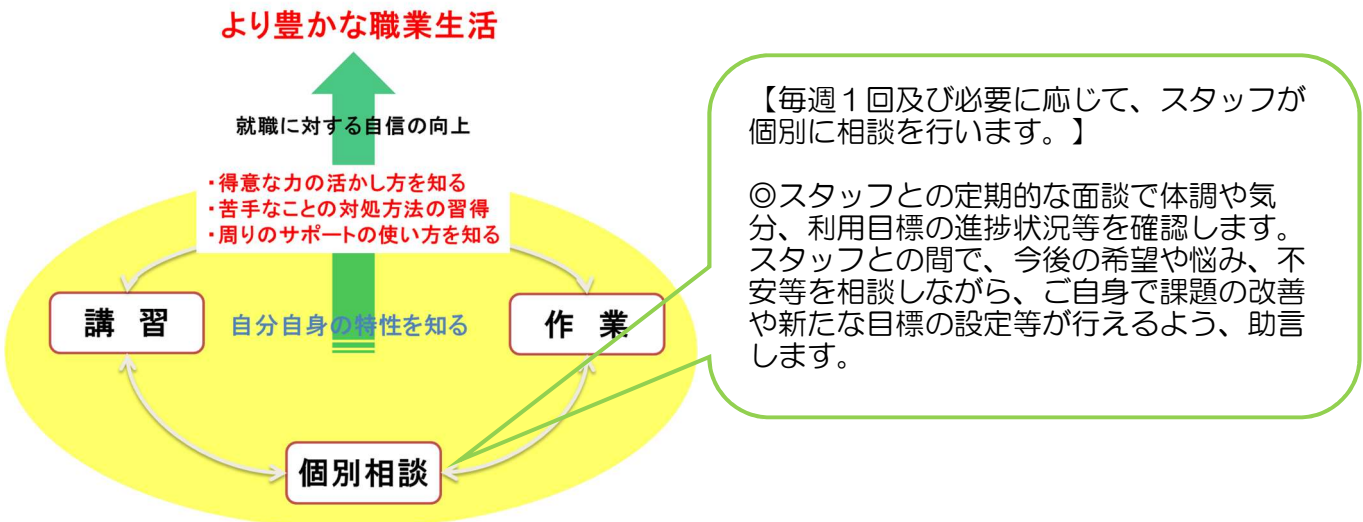 より豊かな職業生活
就職に対する自信の向上
・得意な力の活かし方を知る
・苦手なことの対処方法の習得
・周りのサポートの使い方を知る
講 習
自分自身の特性を知る
作 業
個別相談
【毎週１回及び必要に応じて、スタッフが
個別に相談を行います。】
◎スタッフとの定期的な面談で体調や気
分、利用目標の進捗状況等を確認します。
スタッフとの間で、今後の希望や悩み、不
安等を相談しながら、ご自身で課題の改善
や新たな目標の設定等が行えるよう、助言
します。